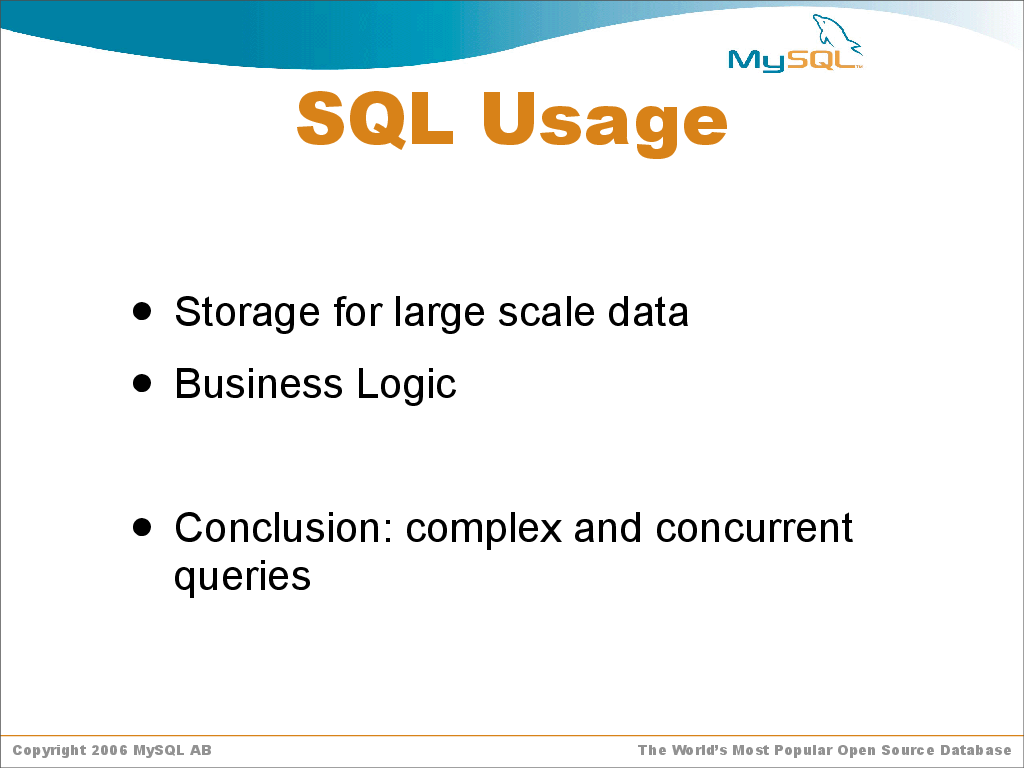 MySQL™
SQL Usage
• Storage for large scale data
• Business Logic
• Conclusion: complex and concurrent
queries
Copyright 2006 MySQL AB
The World’s Most Popular Open Source Database